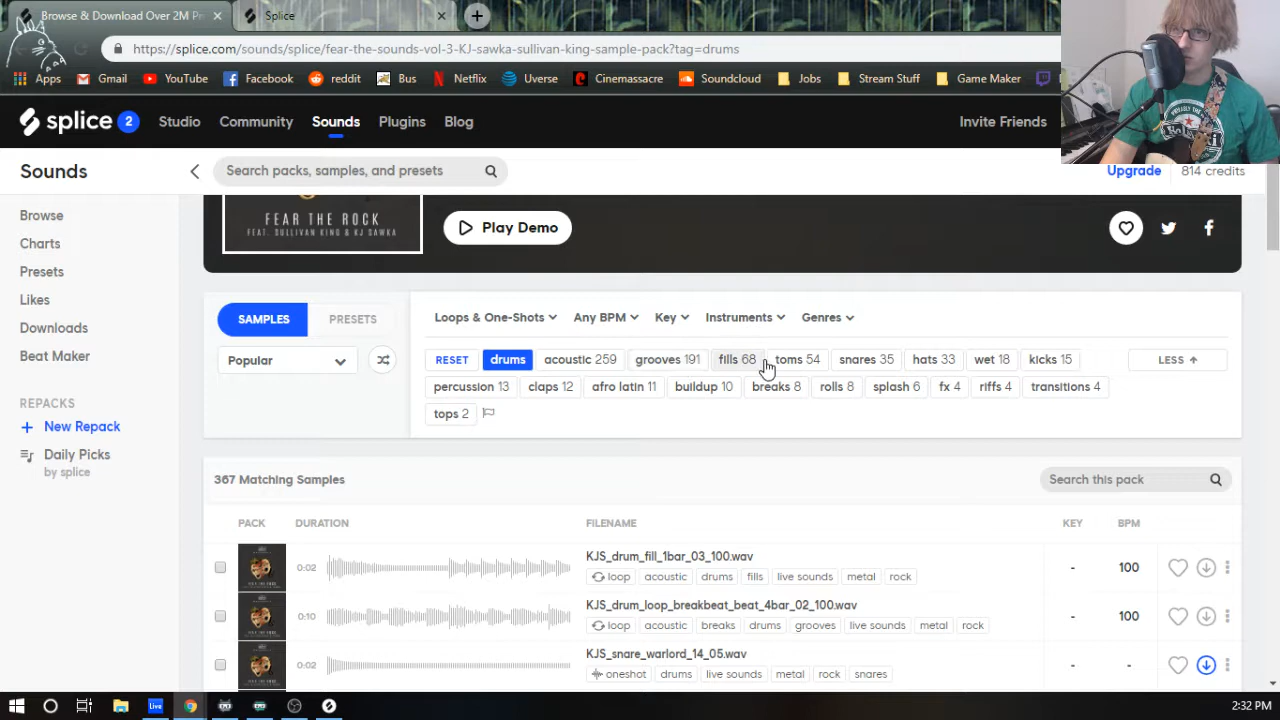 Browse & Download Over 2M Pr
Splice
https://splice.com/sounds/splice/fear-the-sounds-vol-3-KJ-sawka-sullivan-king-sample-pack?tag=drums
Apps Gmail YouTube Facebook reddit Bus Netflix Uverse Cinemassacre Soundcloud Jobs Stream Stuff Game Maker
splice 2 Studio Community Sounds Plugins Blog Invite Friends
Sounds Search packs, samples, and presets Upgrade 814 credits
Browse
Charts
Presets
Likes
Downloads
Beat Maker
REPACKS
New Repack
Daily Picks
by splice
FEAR THE ROCK
FEAT. SULLIVAN KING & KJ SAWKA
Play Demo
SAMPLES PRESETS
Popular
Loops & One-Shots Any BPM Key Instruments Genres
RESET drums acoustic 259 grooves 191 fills 68 toms 54 snares 35 hats 33 wet 18 kicks 15 LESS
percussion 13 claps 12 afro latin 11 buildup 10 breaks 8 rolls 8 splash 6 fx 4 riffs 4 transitions 4
tops 2
367 Matching Samples Search this pack
PACK DURATION FILENAME KEY BPM
0:02 KJS_drum_fill_1bar_03_100.wav - 100
loop acoustic drums fills live sounds metal rock
0:10 KJS_drum_loop_breakbeat_beat_4bar_02_100.wav - 100
loop acoustic breaks drums grooves live sounds metal rock
0:02 KJS_snare_warlord_14_05.wav - -
oneshot drums live sounds metal rock snares
Live
2:32 PM